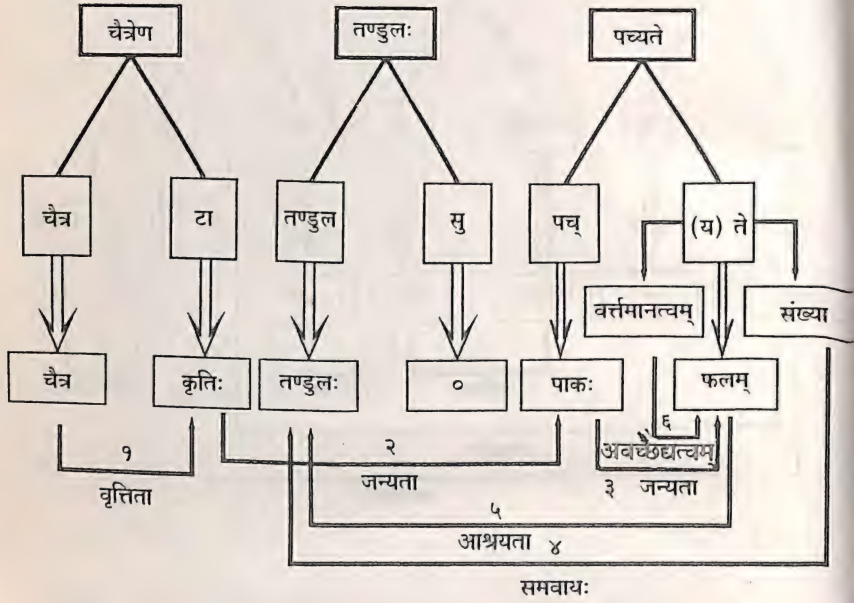 चैत्रेण तण्डुलः पच्यते
चैत्र टा तण्डुल सु पच् (य) ते
वर्त्तमानत्वम् संख्या
चैत्र कृतिः तण्डुलः ० पाकः फलम्
६
१ २ अवच्छेद्यत्वम्
वृत्तिता जन्यता ३ जन्यता
५
आश्रयता ४
समवायः